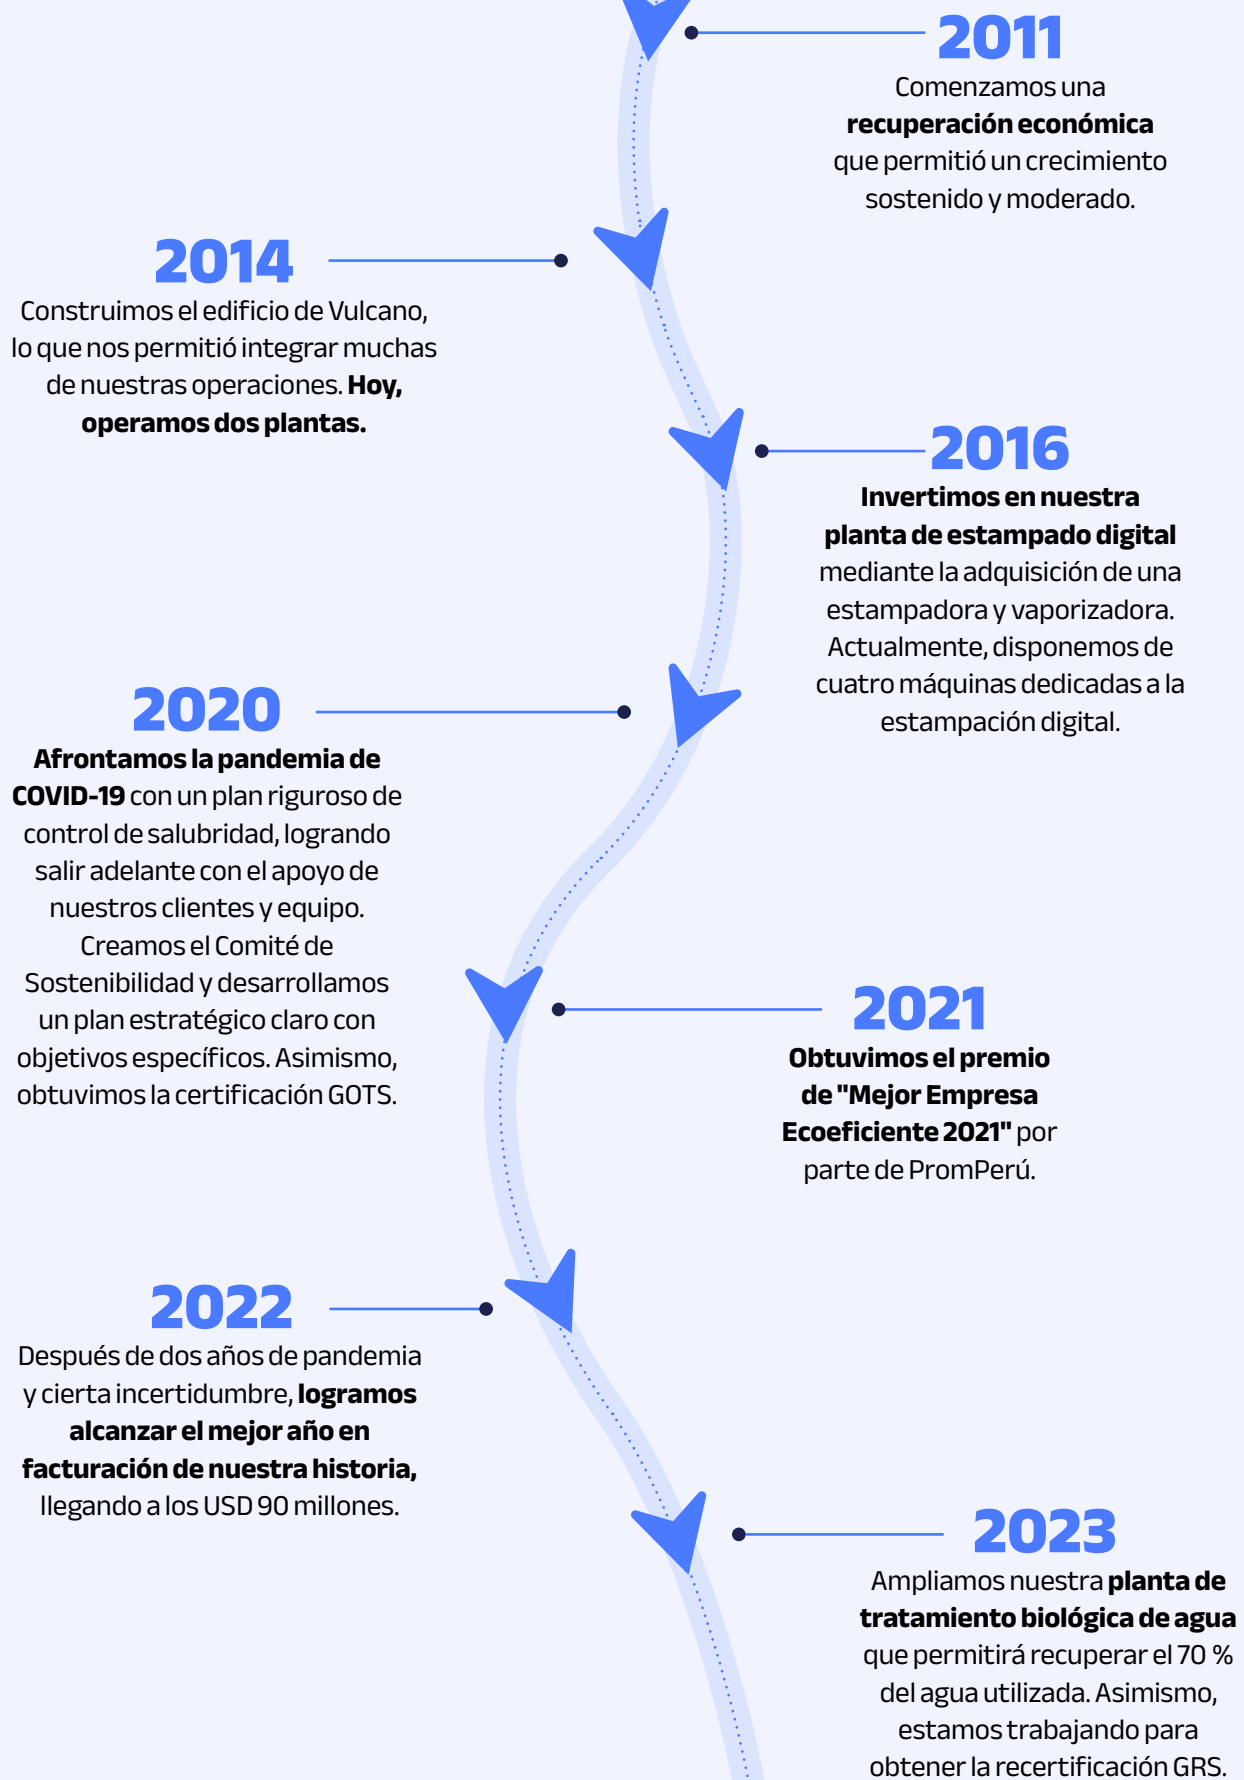 2011
Comenzamos una
recuperación económica
que permitió un crecimiento
sostenido y moderado.
2014
Construimos el edificio de Vulcano,
lo que nos permitió integrar muchas
de nuestras operaciones. Hoy,
operamos dos plantas.
2016
Invertimos en nuestra
planta de estampado digital
mediante la adquisición de una
estampadora y vaporizadora.
Actualmente, disponemos de
cuatro máquinas dedicadas a la
estampación digital.
2020
Afrontamos la pandemia de
COVID-19 con un plan riguroso de
control de salubridad, logrando
salir adelante con el apoyo de
nuestros clientes y equipo.
Creamos el Comité de
Sostenibilidad y desarrollamos
un plan estratégico claro con
objetivos específicos. Asimismo,
obtuvimos la certificación GOTS.
2021
Obtuvimos el premio
de "Mejor Empresa
Ecoeficiente 2021" por
parte de PromPerú.
2022
Después de dos años de pandemia
y cierta incertidumbre, logramos
alcanzar el mejor año en
facturación de nuestra historia,
llegando a los USD 90 millones.
2023
Ampliamos nuestra planta de
tratamiento biológica de agua
que permitirá recuperar el 70 %
del agua utilizada. Asimismo,
estamos trabajando para
obtener la recertificación GRS.